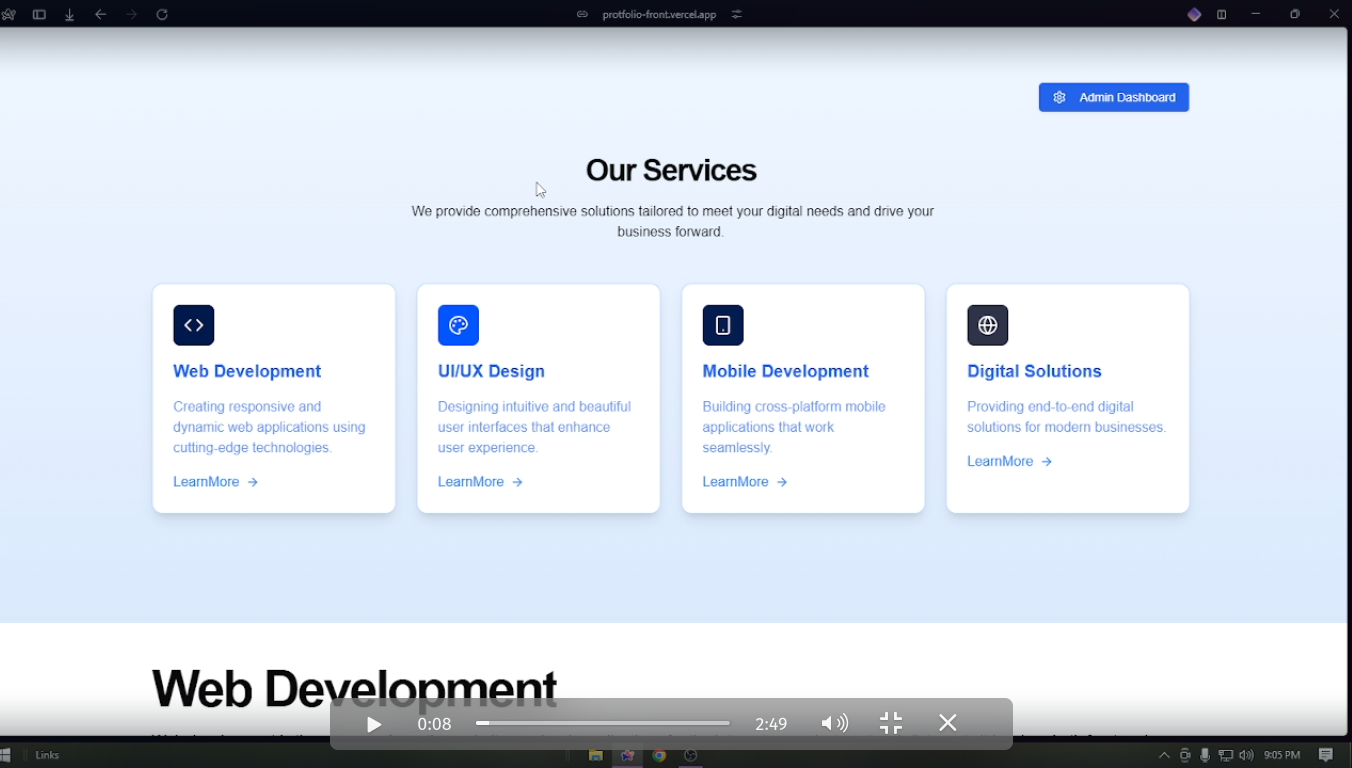 protfolio-front.vercel.app
Admin Dashboard
Our Services
We provide comprehensive solutions tailored to meet your digital needs and drive your
business forward.
Web Development
Creating responsive and
dynamic web applications using
cutting-edge technologies.
LearnMore
UI/UX Design
Designing intuitive and beautiful
user interfaces that enhance
user experience.
LearnMore
Mobile Development
Building cross-platform mobile
applications that work
seamlessly.
LearnMore
Digital Solutions
Providing end-to-end digital
solutions for modern businesses.
LearnMore
Web Development
0:08
2:49
Links
9:05 PM